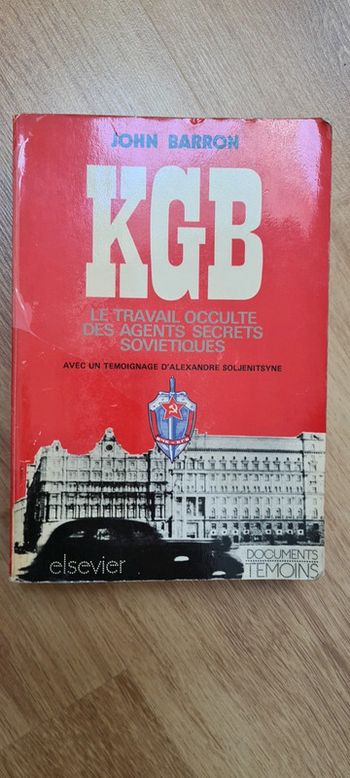 JOHN BARRON
KGB
LE TRAVAIL OCCULTE
DES AGENTS SECRETS
SOVIETIQUES
AVEC UN TEMOIGNAGE D'ALEXANDRE SOLJENITSYNE
elsevier
DOCUMENTS
TEMOINS